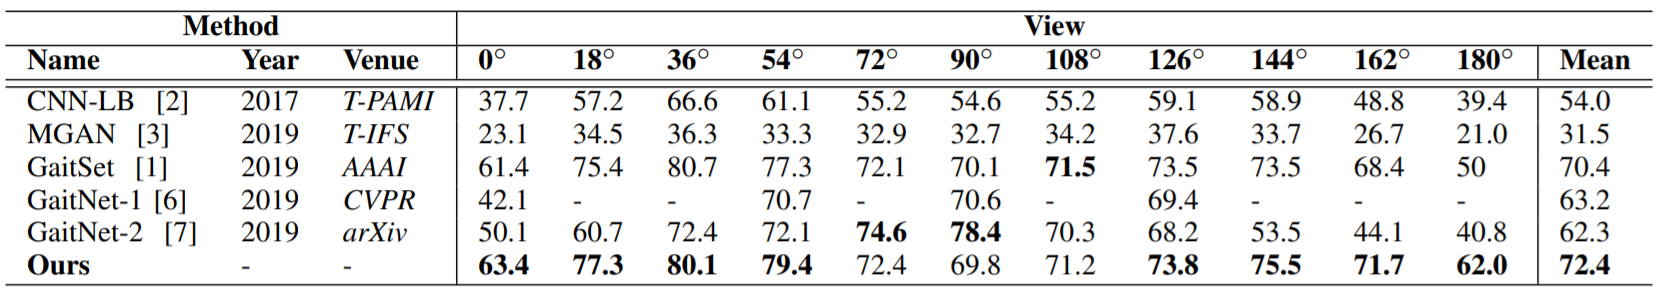 Method View
Name Year Venue 0° 18° 36° 54° 72° 90° 108° 126° 144° 162° 180° Mean
CNN-LB [2] 2017 T-PAMI 37.7 57.2 66.6 61.1 55.2 54.6 55.2 59.1 58.9 48.8 39.4 54.0
MGAN [3] 2019 T-IFS 23.1 34.5 36.3 33.3 32.9 32.7 34.2 37.6 33.7 26.7 21.0 31.5
GaitSet [1] 2019 AAAI 61.4 75.4 80.7 77.3 72.1 70.1 71.5 73.5 73.5 68.4 50 70.4
GaitNet-1 [6] 2019 CVPR 42.1 - - 70.7 - 70.6 - 69.4 - - - 63.2
GaitNet-2 [7] 2019 arXiv 50.1 60.7 72.4 72.1 74.6 78.4 70.3 68.2 53.5 44.1 40.8 62.3
Ours - - 63.4 77.3 80.1 79.4 72.4 69.8 71.2 73.8 75.5 71.7 62.0 72.4